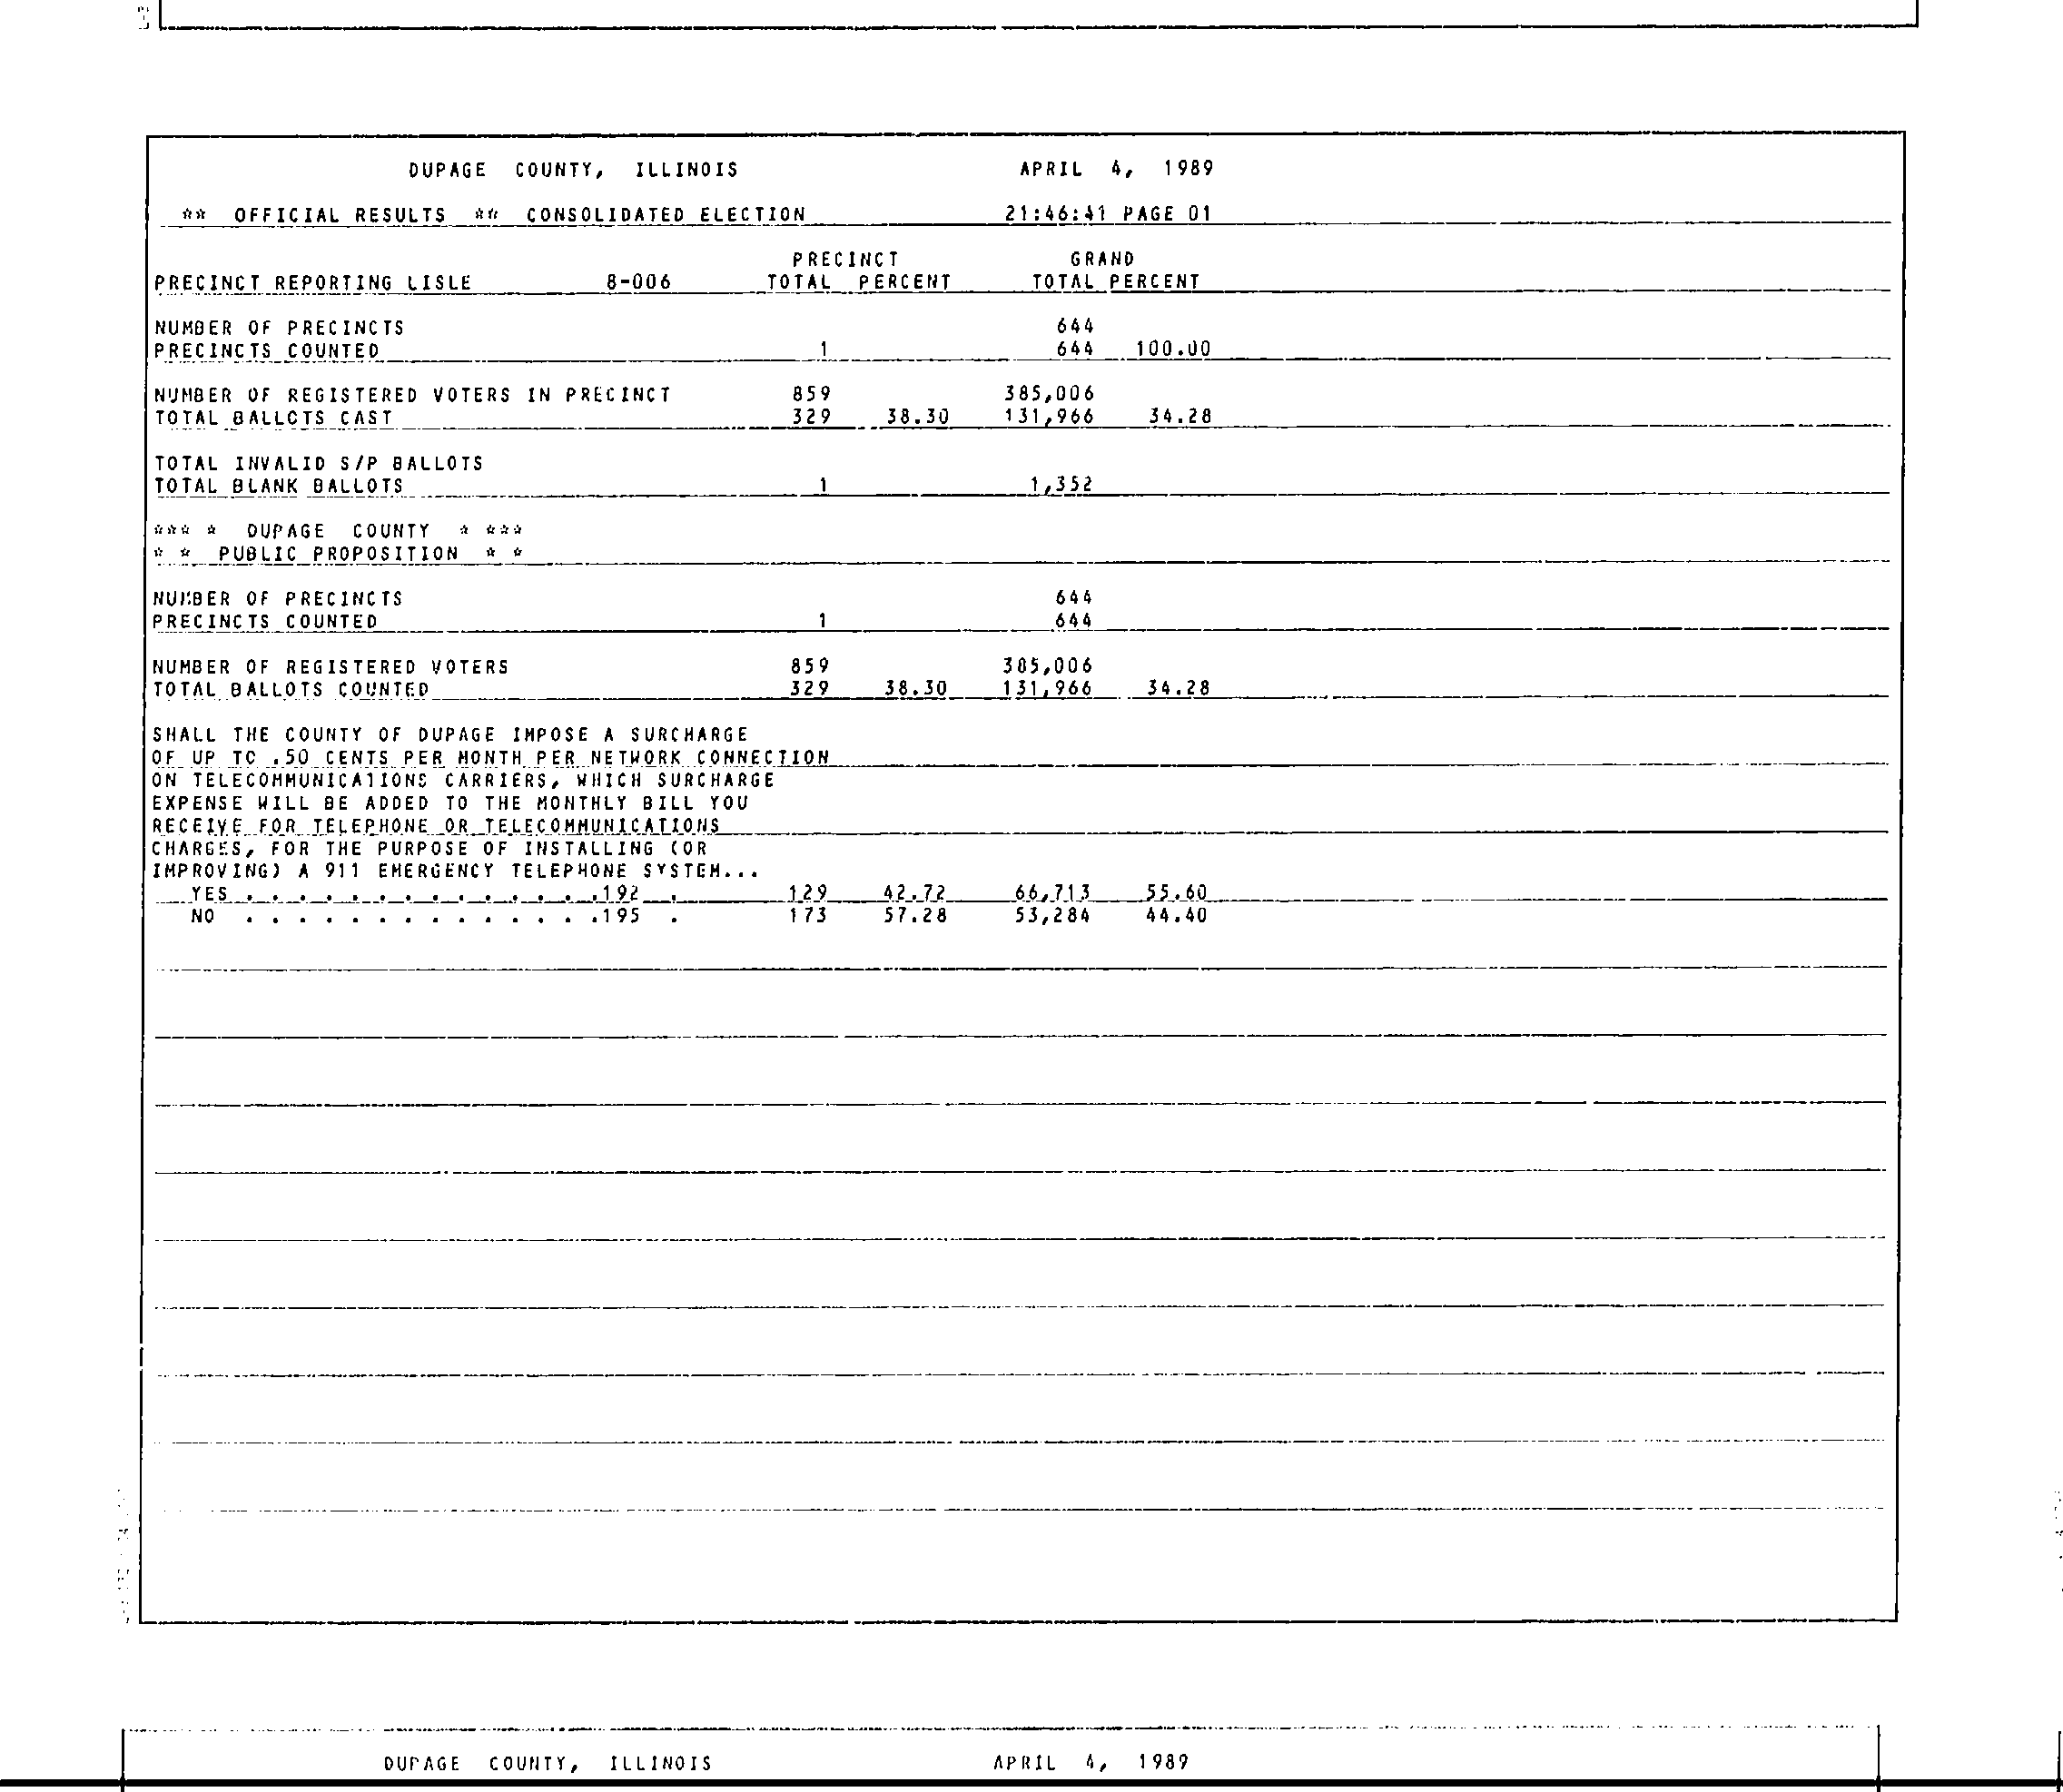 DUPAGE COUNTY, ILLINOIS APRIL 4, 1989
** OFFICIAL RESULTS ** CONSOLIDATED ELECTION 21:46:41 PAGE 01
PRECINCT GRAND
PRECINCT REPORTING LISLE 8-006 TOTAL PERCENT TOTAL PERCENT
NUMBER OF PRECINCTS 644
PRECINCTS COUNTED 1 644 100.00
NUMBER OF REGISTERED VOTERS IN PRECINCT 859 385,006
TOTAL BALLOTS CAST 329 38.30 131,966 34.28
TOTAL INVALID S/P BALLOTS
TOTAL BLANK BALLOTS 1 1,352
*** * DUPAGE COUNTY * ***
* * PUBLIC PROPOSITION * *
NUMBER OF PRECINCTS 644
PRECINCTS COUNTED 1 644
NUMBER OF REGISTERED VOTERS 859 385,006
TOTAL BALLOTS COUNTED 329 38.30 131,966 34.28
SHALL THE COUNTY OF DUPAGE IMPOSE A SURCHARGE
OF UP TO .50 CENTS PER MONTH PER NETWORK CONNECTION
ON TELECOMMUNICATIONS CARRIERS, WHICH SURCHARGE
EXPENSE WILL BE ADDED TO THE MONTHLY BILL YOU
RECEIVE FOR TELEPHONE OR TELECOMMUNICATIONS
CHARGES, FOR THE PURPOSE OF INSTALLING (OR
IMPROVING) A 911 EMERGENCY TELEPHONE SYSTEM...
YES . . . . . . . . . . . . . .192 . 129 42.72 66,713 55.60
NO . . . . . . . . . . . . . .195 . 173 57.28 53,284 44.40
DUPAGE COUNTY, ILLINOIS APRIL 4, 1989